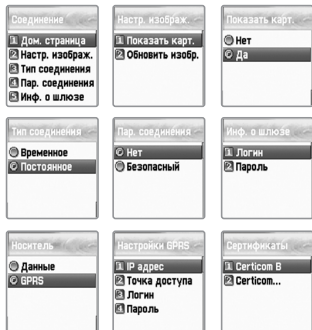 Соединение
1 Дом. страница
2 Настр. изображ.
3 Тип соединения
4 Пар. соединения
5 Инф. о шлюзе
Настр. изображ.
1 Показать карт.
2 Обновить изобр.
Показать карт.
Нет
Да
Тип соединения
Временное
Постоянное
Пар. соединения
Нет
Безопасный
Инф. о шлюзе
1 Логин
2 Пароль
Носитель
Данные
GPRS
Настройки GPRS
1 IP адрес
2 Точка доступа
3 Логин
4 Пароль
Сертификаты
1 Certicom B
2 Certicom...